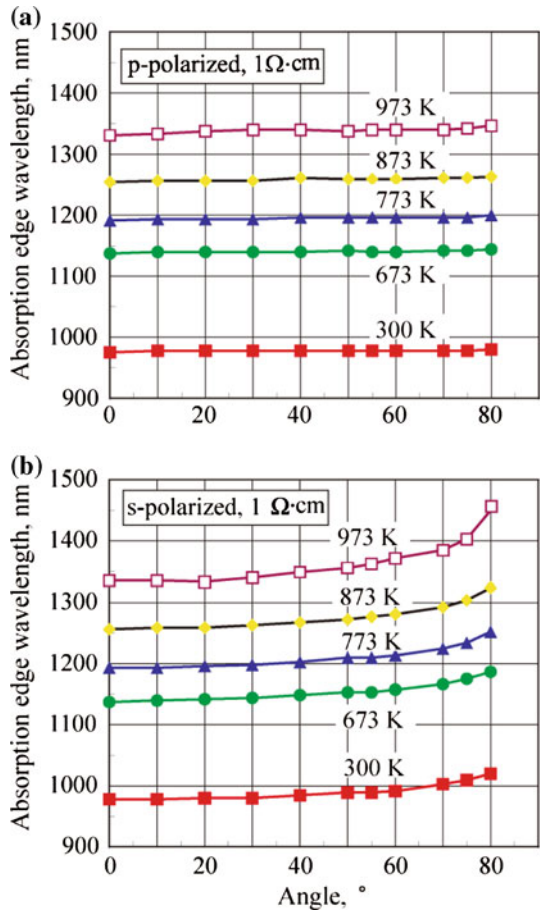 (a)
1500
p-polarized, 1Ω·cm
1400
973 K
1300
873 K
773 K
1200
673 K
1100
300 K
1000
900
0 20 40 60 80
Absorption edge wavelength, nm
(b)
1500
s-polarized, 1 Ω·cm
1400
973 K
1300
873 K
773 K
1200
673 K
1100
300 K
1000
900
0 20 40 60 80
Absorption edge wavelength, nm
Angle, °